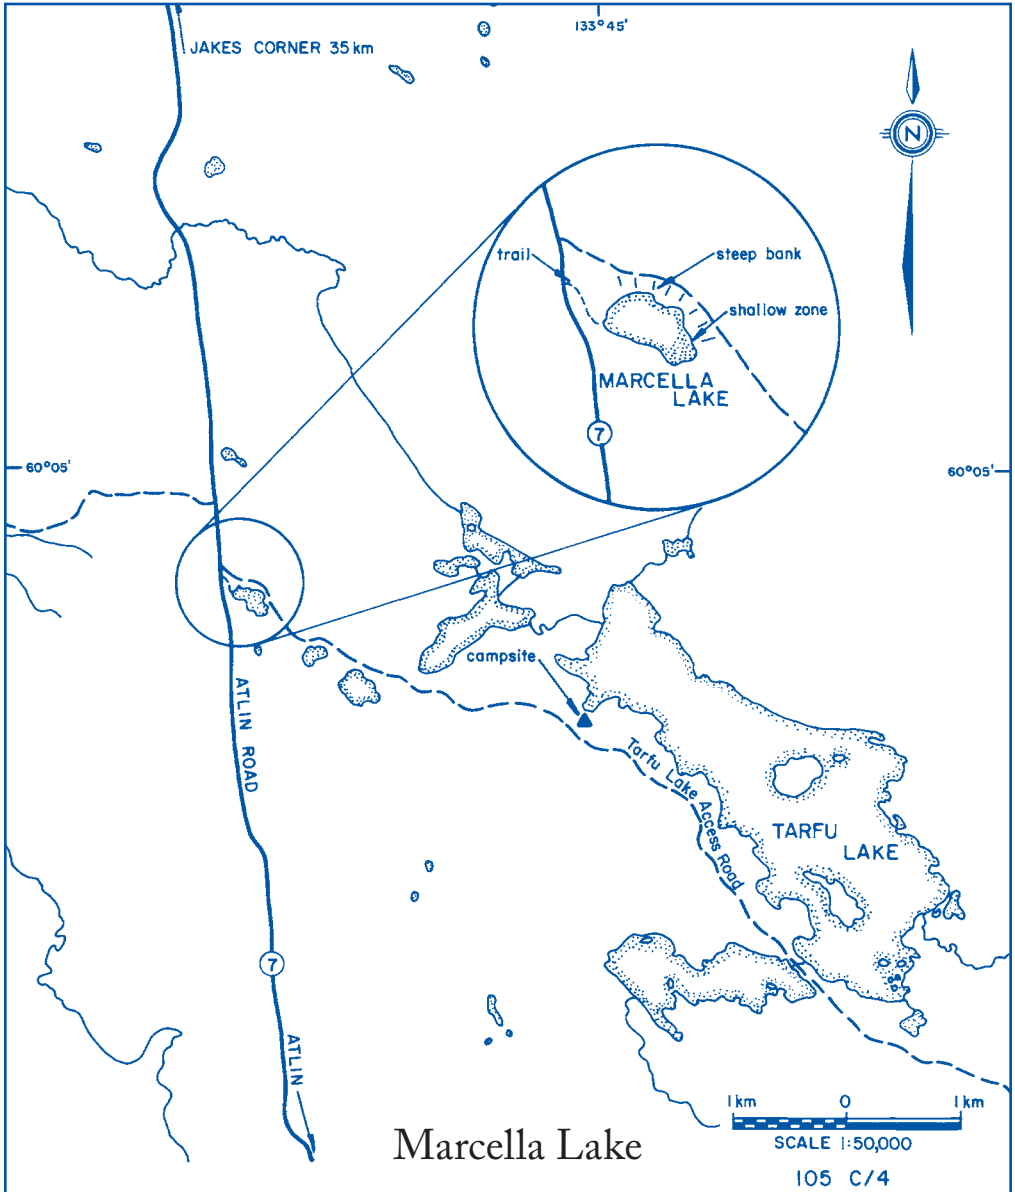 133°45'
JAKES CORNER 35 km
N
trail
steep bank
shallow zone
MARCELLA
LAKE
7
60°05'
60°05'
campsite
ATLIN ROAD
Tarfu Lake Access Road
TARFU
LAKE
7
ATLIN
1 km 0 1 km
SCALE 1:50,000
105 C/4
Marcella Lake